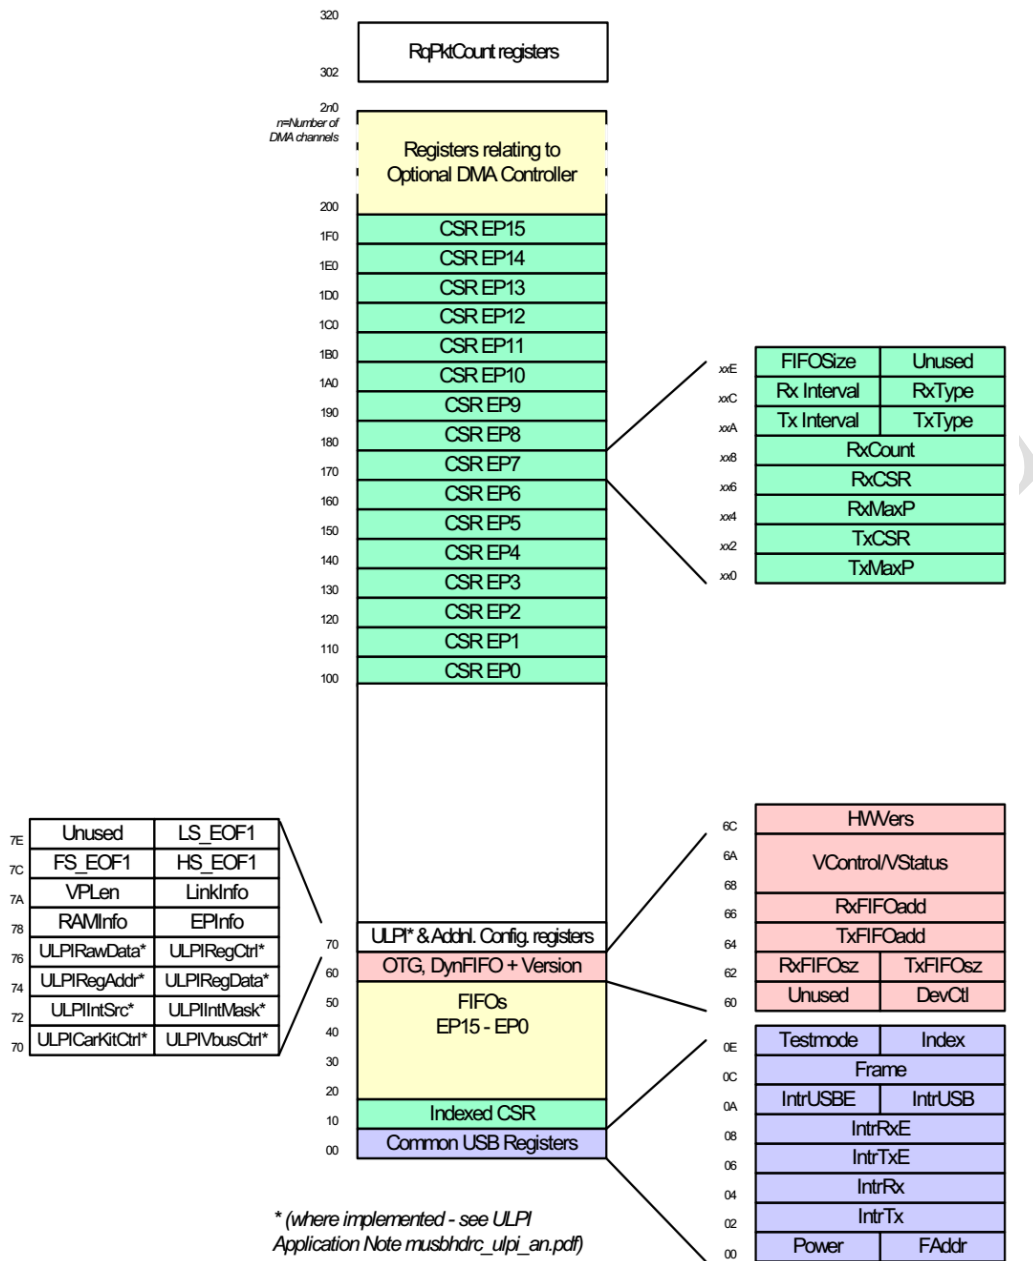 320
RqPktCount registers
302
2n0
n=Number of
DMA channels
Registers relating to
Optional DMA Controller
200
CSR EP15
1F0
CSR EP14
1E0
CSR EP13
1D0
CSR EP12
1C0
CSR EP11
1B0
CSR EP10
1A0
CSR EP9
190
CSR EP8
180
CSR EP7
170
CSR EP6
160
CSR EP5
150
CSR EP4
140
CSR EP3
130
CSR EP2
120
CSR EP1
110
CSR EP0
100
xxE FIFOSize Unused
xxC Rx Interval RxType
xxA Tx Interval TxType
xx8 RxCount
xx6 RxCSR
xx4 RxMaxP
xx2 TxCSR
xx0 TxMaxP
7E Unused LS_EOF1
7C FS_EOF1 HS_EOF1
7A VPLen LinkInfo
78 RAMInfo EPInfo
76 ULPIRawData* ULPIRegCtrl*
74 ULPIRegAddr* ULPIRegData*
72 ULPIIntSrc* ULPIIntMask*
70 ULPICarKitCtrl* ULPIVbusCtrl*
70 ULPI* & Addnl. Config. registers
60 OTG, DynFIFO + Version
50 FIFOs
40 EP15 - EP0
30
20
10 Indexed CSR
00 Common USB Registers
6C HWVers
6A VControl/VStatus
68
66 RxFIFOadd
64 TxFIFOadd
62 RxFIFOsz TxFIFOsz
60 Unused DevCtl
0E Testmode Index
0C Frame
0A IntrUSBE IntrUSB
08 IntrRxE
06 IntrTxE
04 IntrRx
02 IntrTx
00 Power FAddr
* (where implemented - see ULPI
Application Note musbhdrc_ulpi_an.pdf)